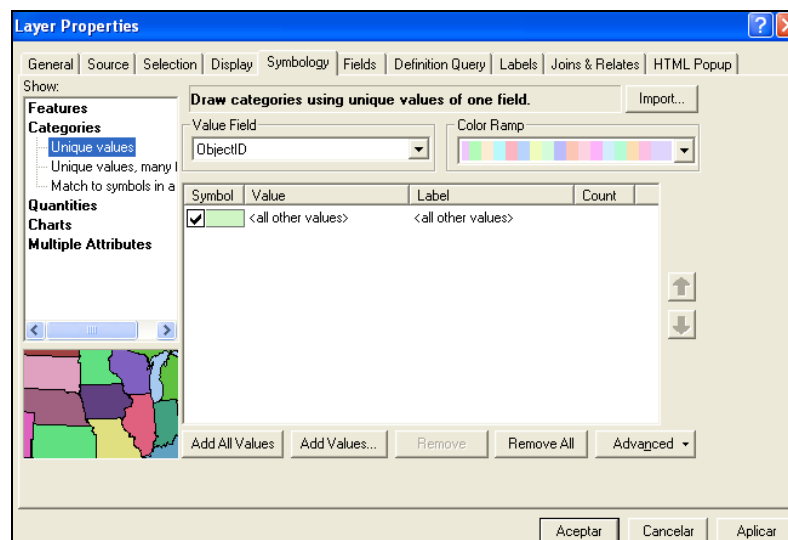 Layer Properties
General Source Selection Display Symbology Fields Definition Query Labels Joins & Relates HTML Popup
Show:
Features
Categories
Unique values
Unique values, many f
Match to symbols in a
Quantities
Charts
Multiple Attributes
Draw categories using unique values of one field.
Import...
Value Field
ObjectID
Color Ramp
Symbol Value Label Count
<all other values> <all other values>
Add All Values Add Values... Remove Remove All Advanced
Aceptar Cancelar Aplicar